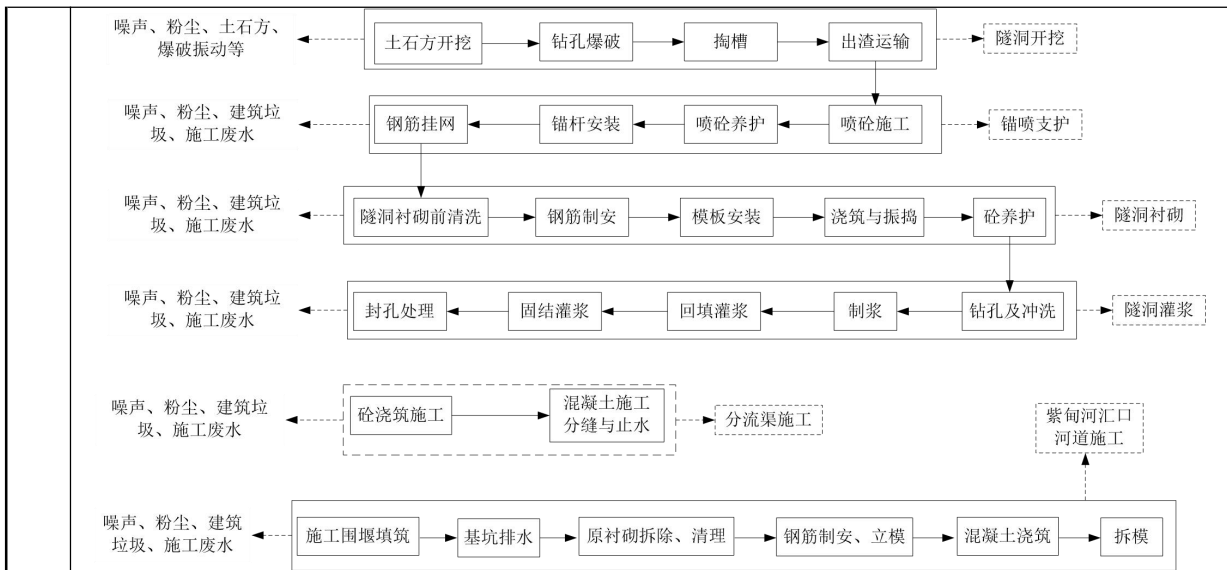 噪声、粉尘、土石方、
爆破振动等
土石方开挖
钻孔爆破
掏槽
出渣运输
隧洞开挖
噪声、粉尘、建筑垃
圾、施工废水
钢筋挂网
锚杆安装
喷砼养护
喷砼施工
锚喷支护
噪声、粉尘、建筑垃
圾、施工废水
隧洞衬砌前清洗
钢筋制安
模板安装
浇筑与振捣
砼养护
隧洞衬砌
噪声、粉尘、建筑垃
圾、施工废水
封孔处理
固结灌浆
回填灌浆
制浆
钻孔及冲洗
隧洞灌浆
噪声、粉尘、建筑垃
圾、施工废水
砼浇筑施工
混凝土施工
分缝与止水
分流渠施工
紫甸河汇口
河道施工
噪声、粉尘、建筑
垃圾、施工废水
施工围堰填筑
基坑排水
原衬砌拆除、清理
钢筋制安、立模
混凝土浇筑
拆模